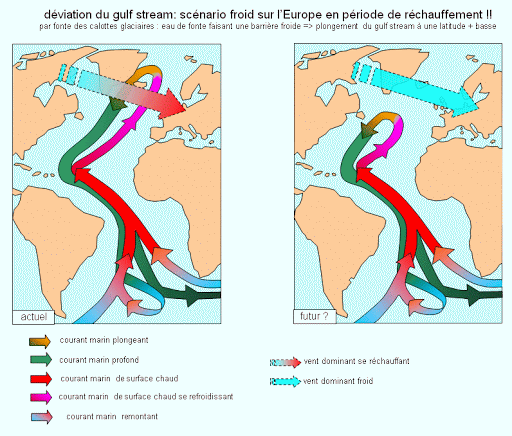 déviation du gulf stream: scénario froid sur l'Europe en période de réchauffement !!
par fonte des calottes glaciaires : eau de fonte faisant une barrière froide => plongement du gulf stream à une latitude + basse
actuel
futur ?
courant marin plongeant
courant marin profond
courant marin de surface chaud
courant marin de surface chaud se refroidissant
courant marin remontant
vent dominant se réchauffant
vent dominant froid